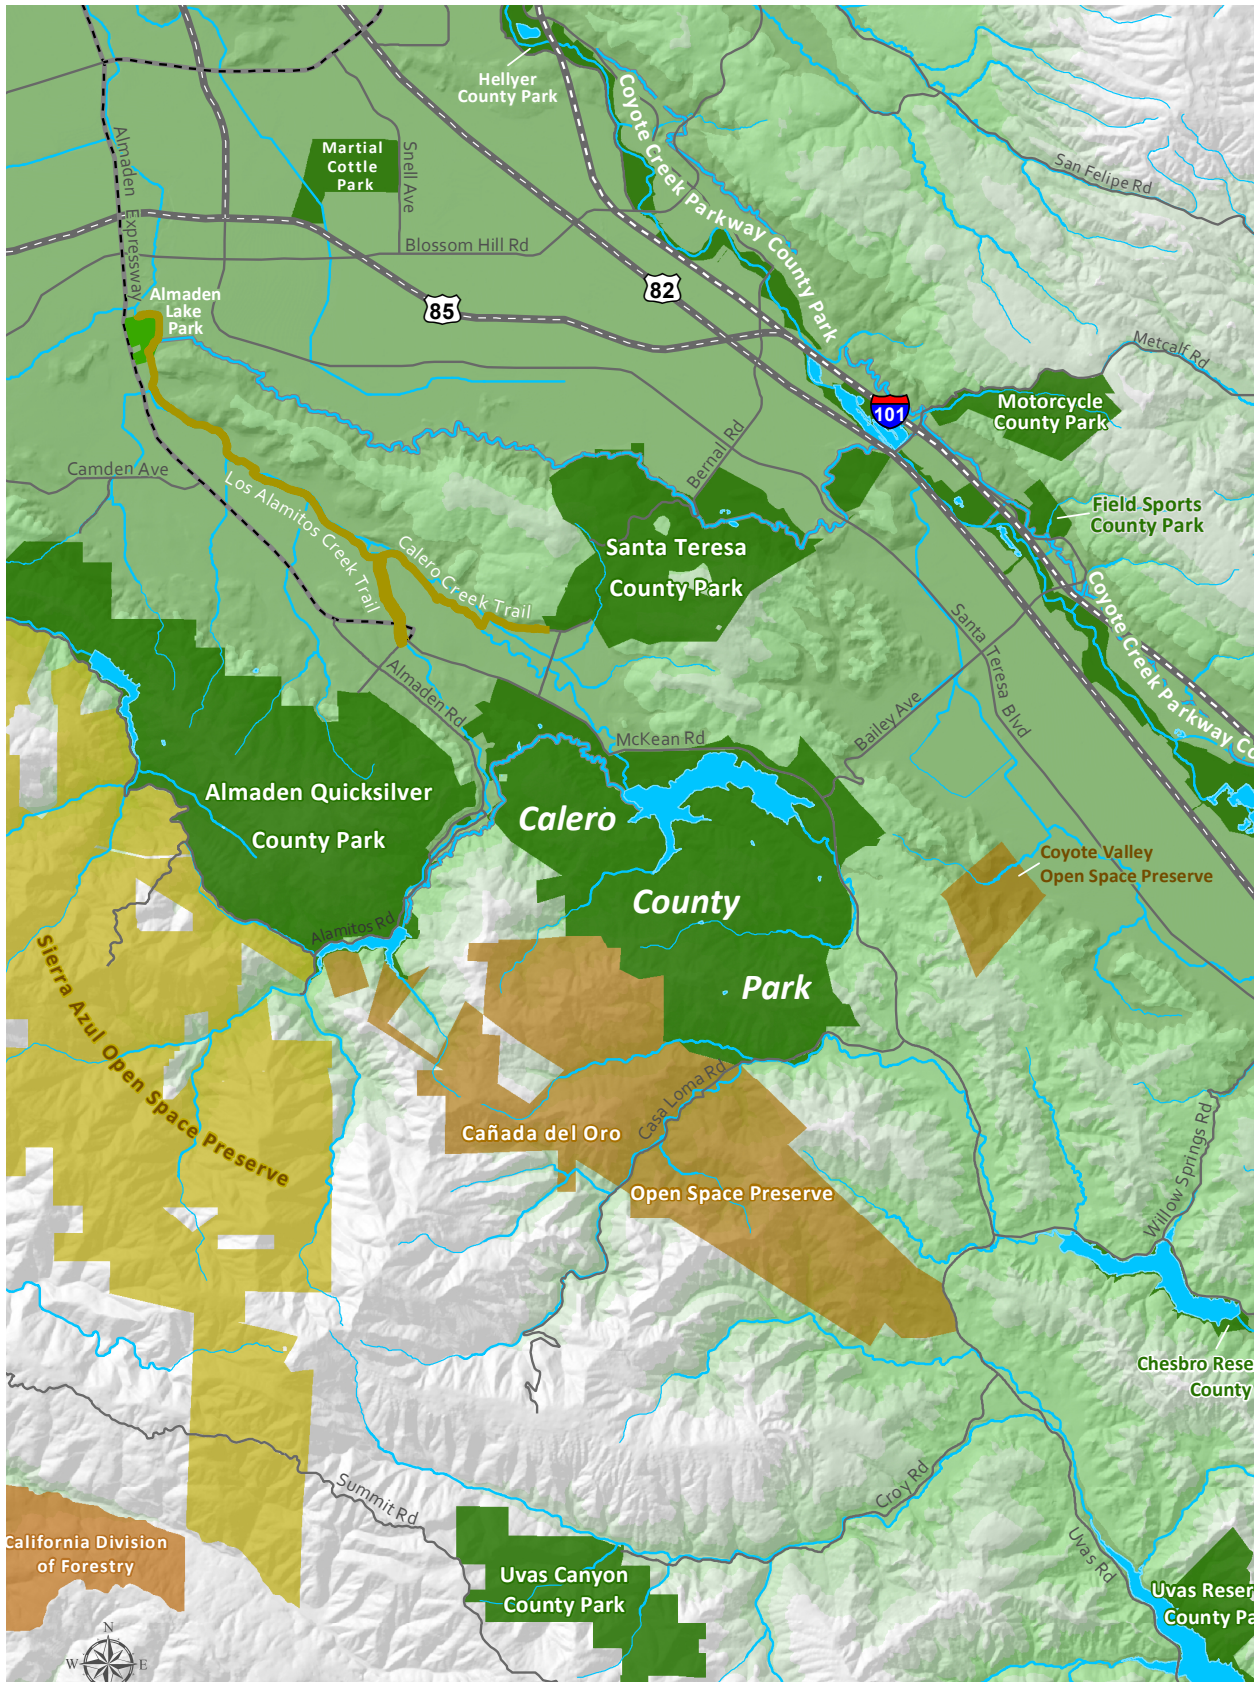 Hellyer
County Park
Coyote Creek Parkway County Park
Almaden Expressway
Martial
Cottle
Park
Snell Ave
San Felipe Rd
Blossom Hill Rd
Almaden
Lake
Park
85
82
Metcalf Rd
101
Motorcycle
County Park
Camden Ave
Bernal Rd
Los Alamitos Creek Trail
Field Sports
County Park
Calero Creek Trail
Santa Teresa
County Park
Coyote Creek Parkway Co
Santa Teresa Blvd
Almaden Rd
Bailey Ave
McKean Rd
Almaden Quicksilver
County Park
Calero
County
Park
Coyote Valley
Open Space Preserve
Alamitos Rd
Sierra Azul Open Space Preserve
Casa Loma Rd
Cañada del Oro
Open Space Preserve
Willow Springs Rd
Chesbro Rese
County
Summit Rd
Croy Rd
California Division
of Forestry
Uvas Rd
Uvas Canyon
County Park
Uvas Reser
County Pa
N
W
E